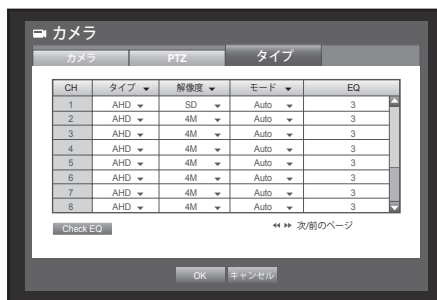 カメラ
カメラ PTZ タイプ
CH タイプ 解像度 モード EQ
1 AHD SD Auto 3
2 AHD 4M Auto 3
3 AHD 4M Auto 3
4 AHD 4M Auto 3
5 AHD 4M Auto 3
6 AHD 4M Auto 3
7 AHD 4M Auto 3
8 AHD 4M Auto 3
Check EQ 次/前のページ
OK キャンセル